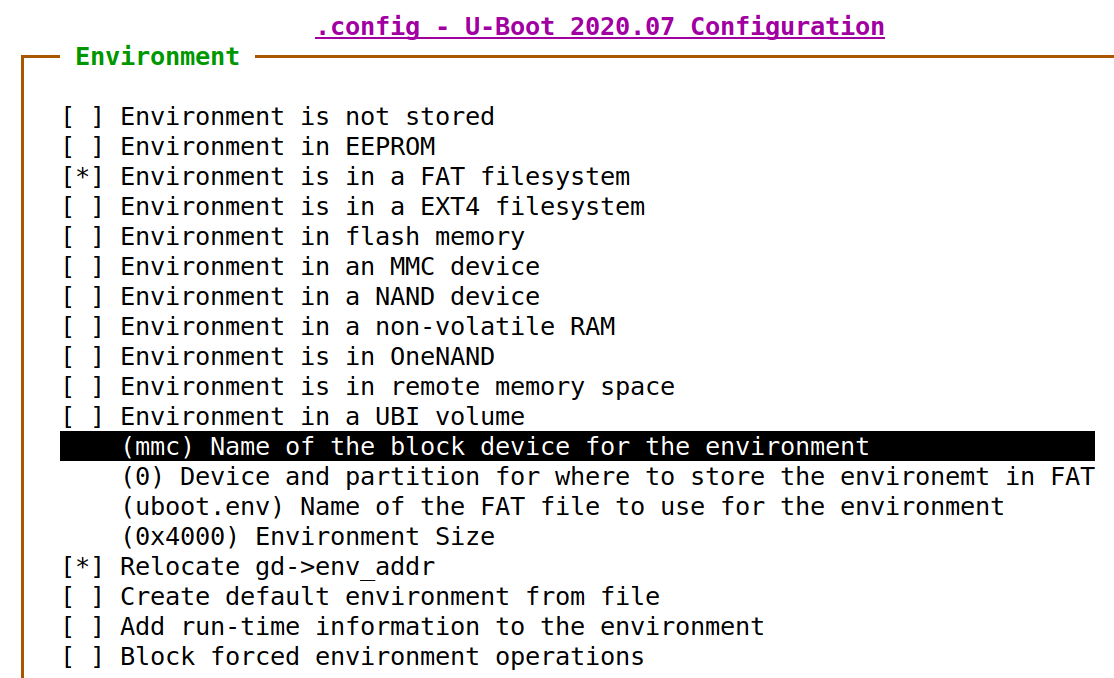 .config - U-Boot 2020.07 Configuration
Environment
[ ] Environment is not stored
[ ] Environment in EEPROM
[*] Environment is in a FAT filesystem
[ ] Environment is in a EXT4 filesystem
[ ] Environment in flash memory
[ ] Environment in an MMC device
[ ] Environment in a NAND device
[ ] Environment in a non-volatile RAM
[ ] Environment is in OneNAND
[ ] Environment is in remote memory space
[ ] Environment in a UBI volume
(mmc) Name of the block device for the environment
(0) Device and partition for where to store the environemt in FAT
(uboot.env) Name of the FAT file to use for the environment
(0x4000) Environment Size
[*] Relocate gd->env_addr
[ ] Create default environment from file
[ ] Add run-time information to the environment
[ ] Block forced environment operations